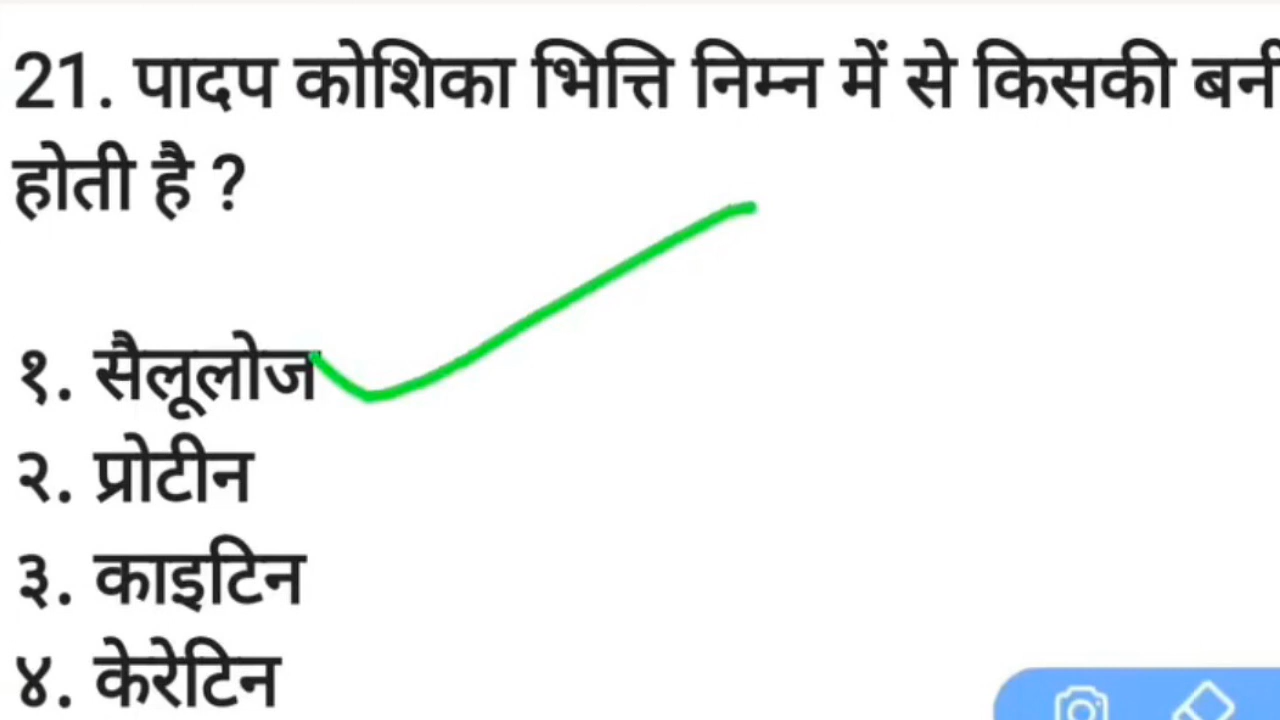 21. पादप कोशिका भित्ति निम्न में से किसकी बनी
होती है ?
१. सैलूलोज
२. प्रोटीन
३. काइटिन
४. केरेटिन